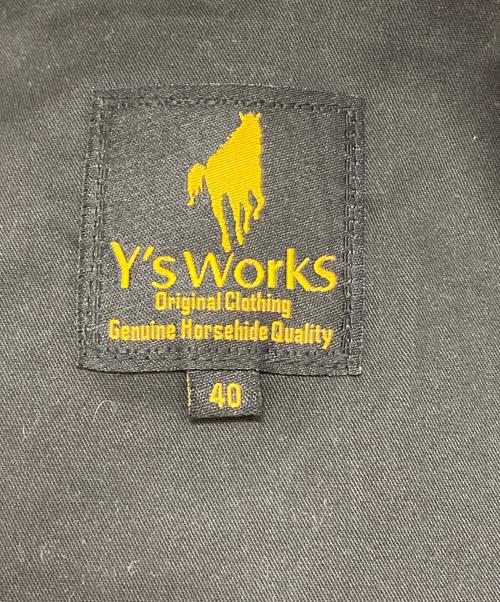 Y's Works
Original Clothing
Genuine Horsehide Quality
40